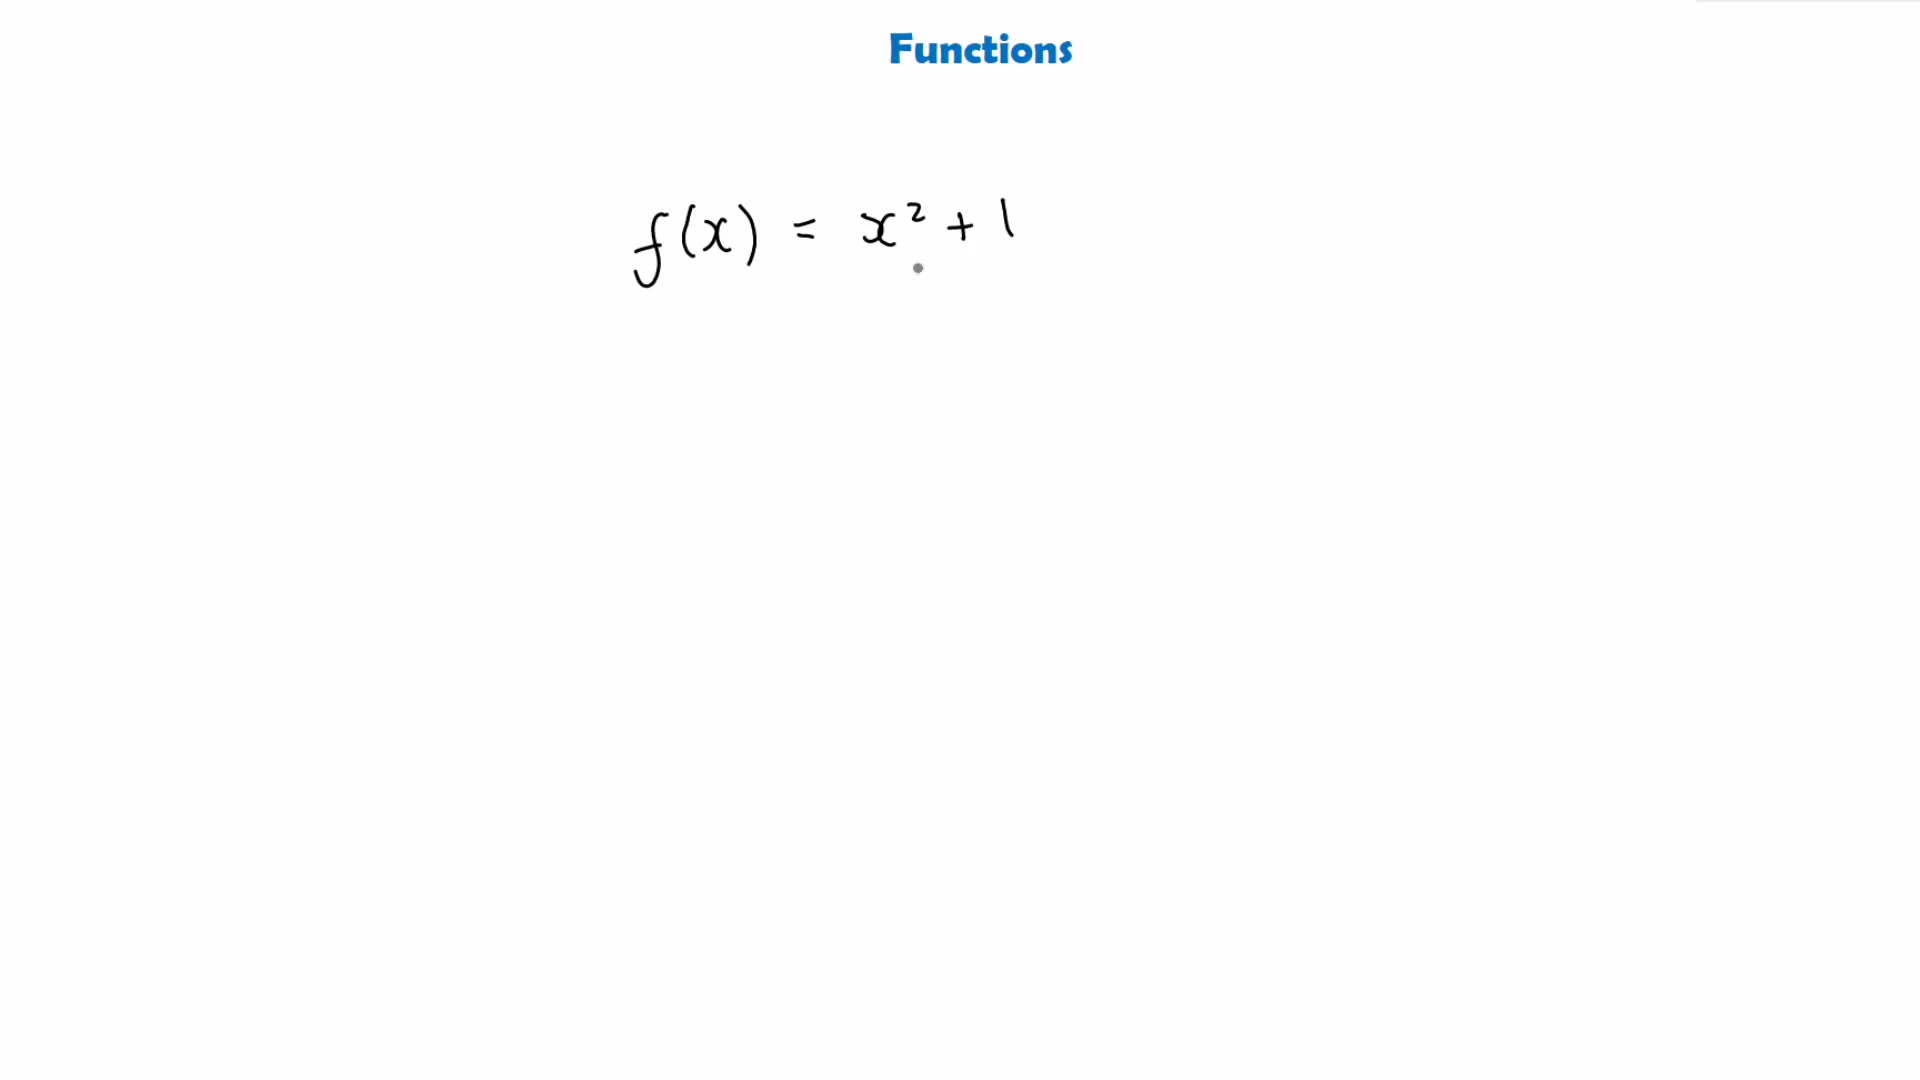 Functions
f(x) = x² + 1